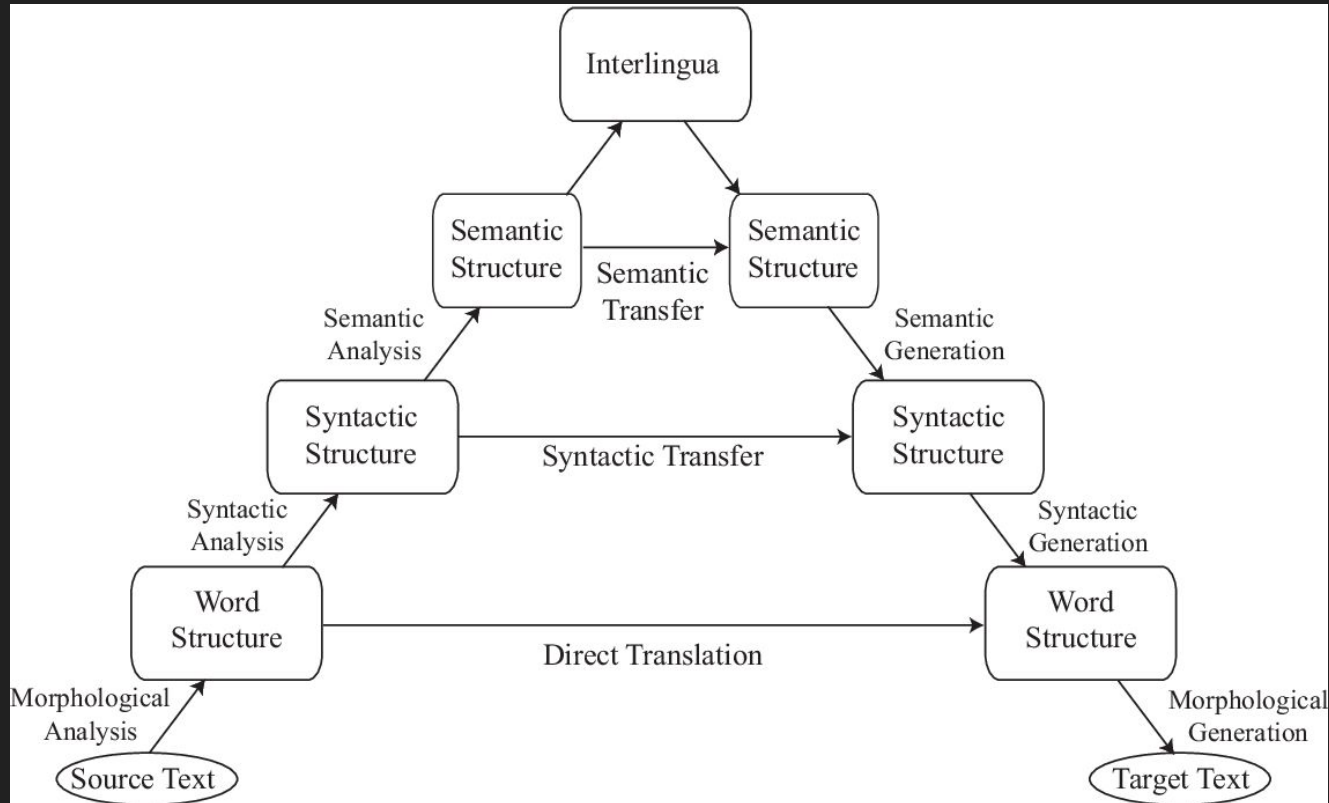 Interlingua
Semantic
Structure
Semantic
Structure
Semantic
Transfer
Semantic
Analysis
Semantic
Generation
Syntactic
Structure
Syntactic
Structure
Syntactic Transfer
Syntactic
Analysis
Syntactic
Generation
Word
Structure
Word
Structure
Direct Translation
Morphological
Analysis
Morphological
Generation
Source Text
Target Text